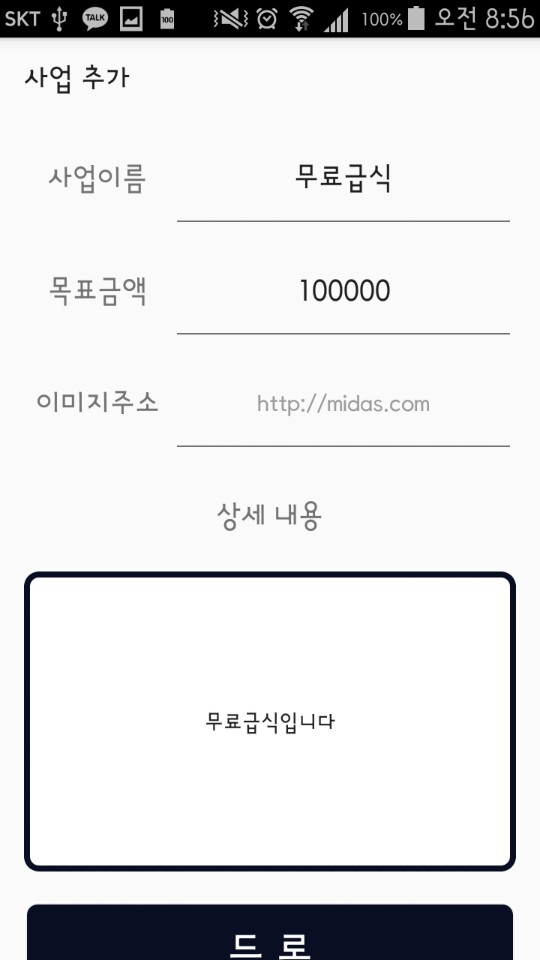 SKT TALK 100 100% 오전 8:56
사업 추가
사업이름 무료급식
목표금액 100000
이미지주소 http://midas.com
상세 내용
무료급식입니다